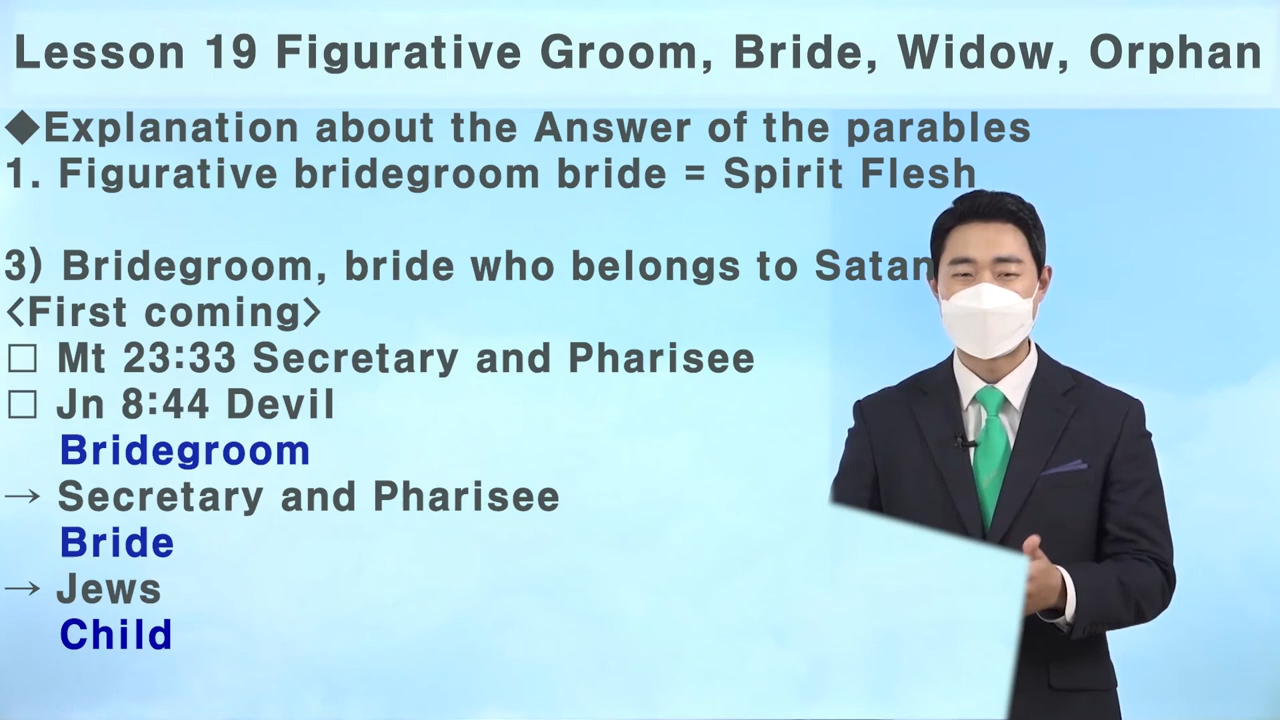 Lesson 19 Figurative Groom, Bride, Widow, Orphan
◆Explanation about the Answer of the parables
1. Figurative bridegroom bride = Spirit Flesh
3) Bridegroom, bride who belongs to Satan
<First coming>
□ Mt 23:33 Secretary and Pharisee
□ Jn 8:44 Devil
Bridegroom
→ Secretary and Pharisee
Bride
→ Jews
Child